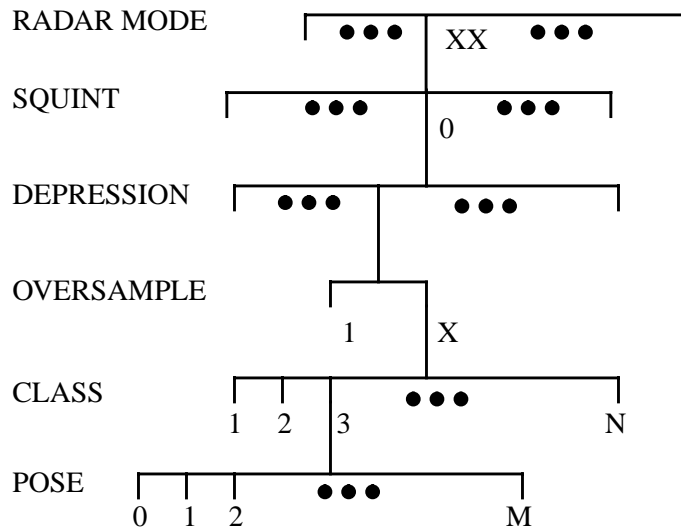 RADAR MODE
XX
SQUINT
0
DEPRESSION
OVERSAMPLE
1 X
CLASS
1 2 3 N
POSE
0 1 2 M